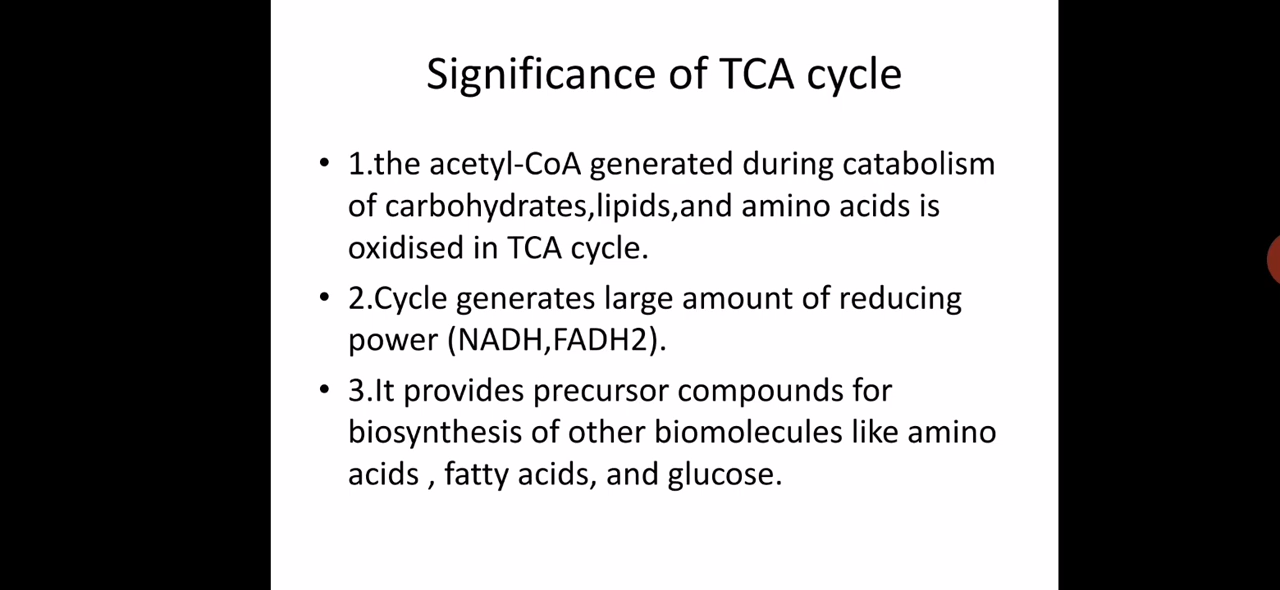 Significance of TCA cycle
• 1.the acetyl-CoA generated during catabolism
of carbohydrates,lipids,and amino acids is
oxidised in TCA cycle.
• 2.Cycle generates large amount of reducing
power (NADH,FADH2).
• 3.It provides precursor compounds for
biosynthesis of other biomolecules like amino
acids , fatty acids, and glucose.